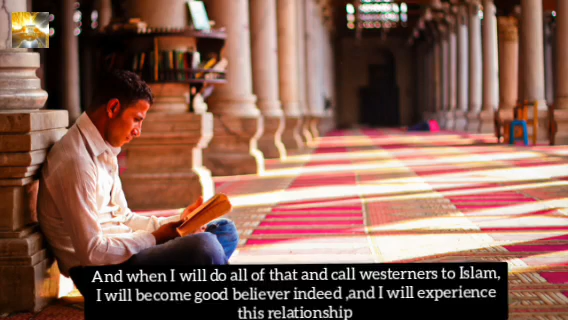 And when I will do all of that and call westerners to Islam,
I will become good believer indeed ,and I will experience
this relationship